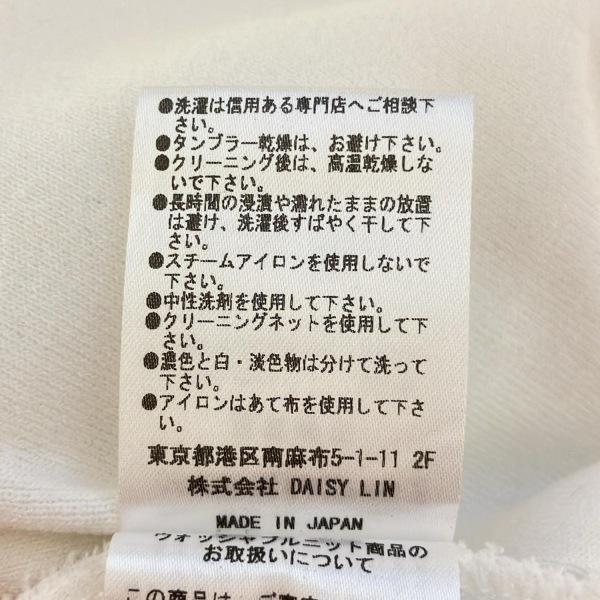 ●洗濯は信用ある専門店へご相談下
さい。
●タンブラー乾燥は、お避け下さい。
●クリーニング後は、高温乾燥しな
いで下さい。
●長時間の浸漬や濡れたままの放置
は避け、洗濯後すばやく干して下
さい。
●スチームアイロンを使用しないで
下さい。
●中性洗剤を使用して下さい。
●クリーニングネットを使用して下
さい。
●濃色と白・淡色物は分けて洗って
下さい。
●アイロンはあて布を使用して下さ
い。
東京都港区南麻布5-1-11 2F
株式会社 DAISY LIN
MADE IN JAPAN
ウォッシャブルニット商品の
お取扱いについて
この商品は、ご家庭